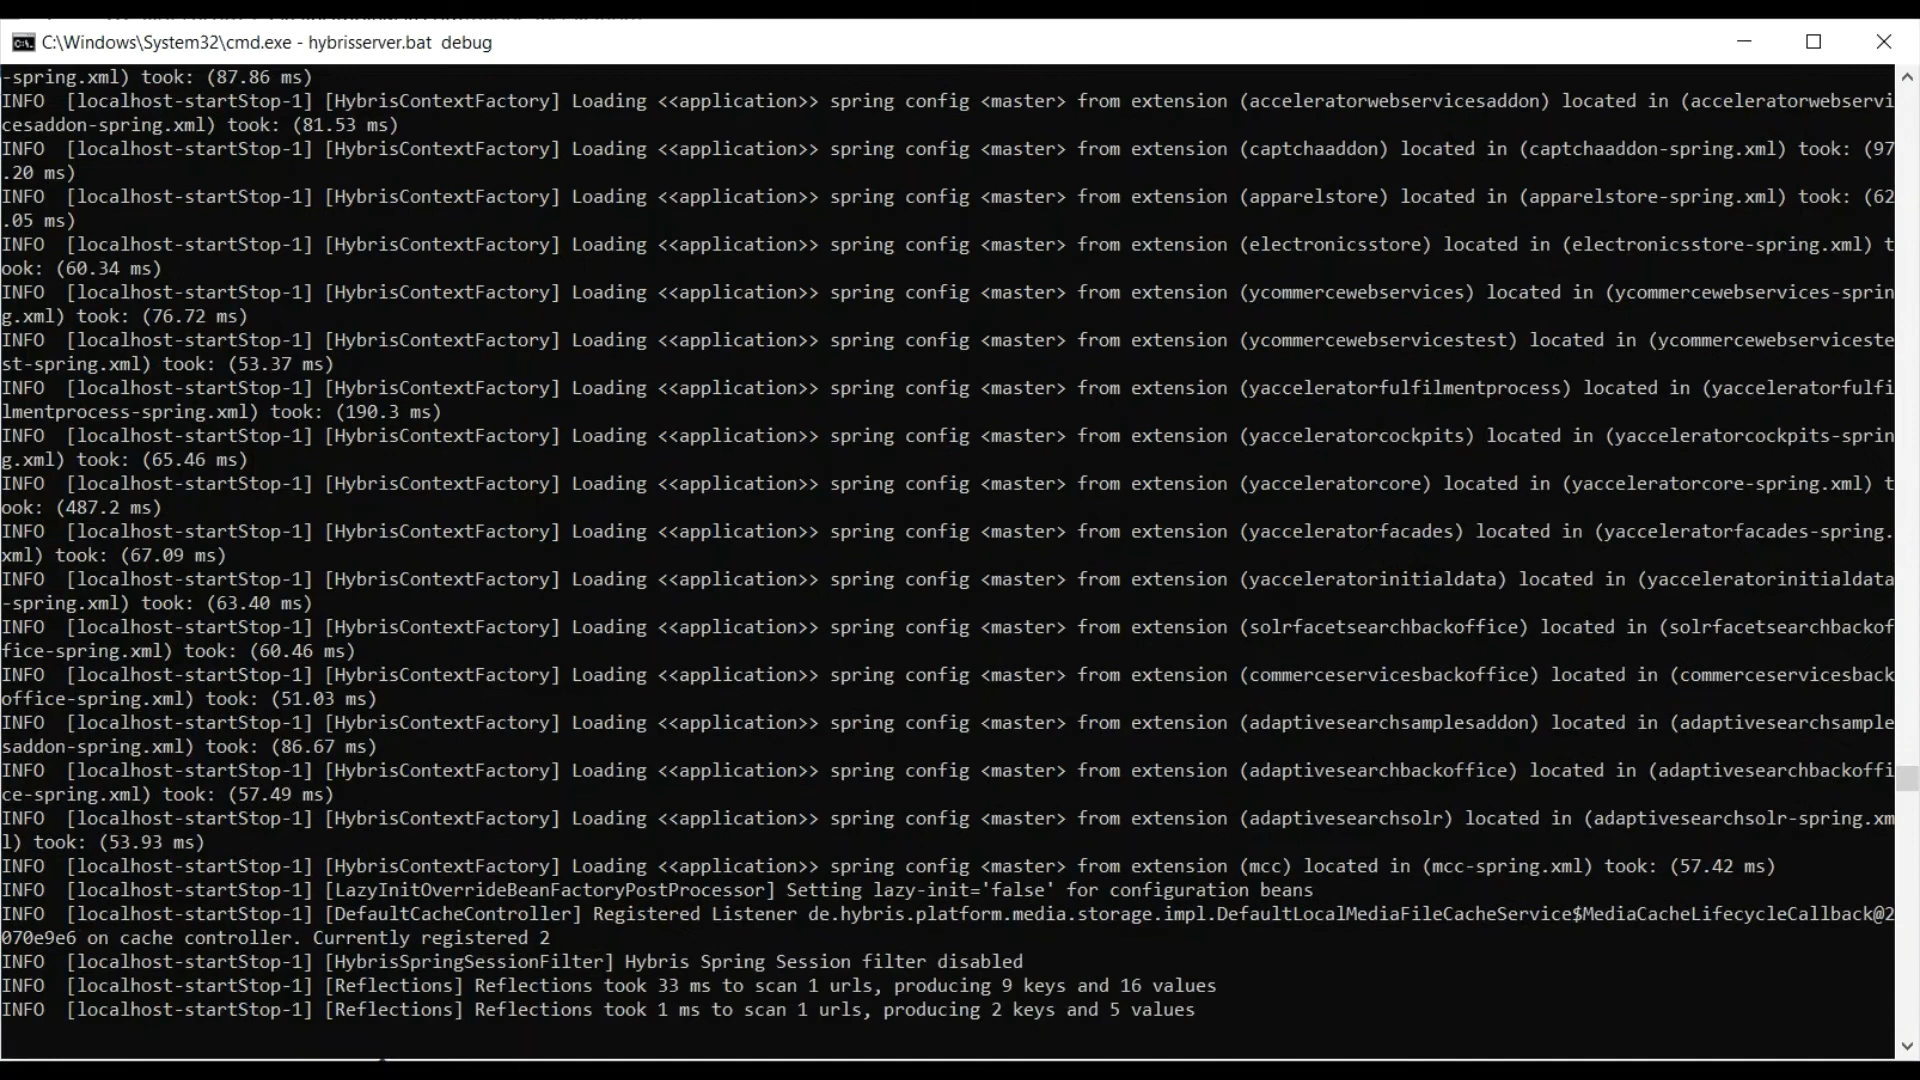 C:\Windows\System32\cmd.exe - hybrisserver.bat  debug
-spring.xml) took: (87.86 ms)
INFO  [localhost-startStop-1] [HybrisContextFactory] Loading <<application>> spring config <master> from extension (acceleratorwebservicesaddon) located in (acceleratorwebservi
cesaddon-spring.xml) took: (81.53 ms)
INFO  [localhost-startStop-1] [HybrisContextFactory] Loading <<application>> spring config <master> from extension (captchaaddon) located in (captchaaddon-spring.xml) took: (97
.20 ms)
INFO  [localhost-startStop-1] [HybrisContextFactory] Loading <<application>> spring config <master> from extension (apparelstore) located in (apparelstore-spring.xml) took: (62
.05 ms)
INFO  [localhost-startStop-1] [HybrisContextFactory] Loading <<application>> spring config <master> from extension (electronicsstore) located in (electronicsstore-spring.xml) t
ook: (60.34 ms)
INFO  [localhost-startStop-1] [HybrisContextFactory] Loading <<application>> spring config <master> from extension (ycommercewebservices) located in (ycommercewebservices-sprin
g.xml) took: (76.72 ms)
INFO  [localhost-startStop-1] [HybrisContextFactory] Loading <<application>> spring config <master> from extension (ycommercewebservicestest) located in (ycommercewebserviceste
st-spring.xml) took: (53.37 ms)
INFO  [localhost-startStop-1] [HybrisContextFactory] Loading <<application>> spring config <master> from extension (yacceleratorfulfilmentprocess) located in (yacceleratorfulfi
lmentprocess-spring.xml) took: (190.3 ms)
INFO  [localhost-startStop-1] [HybrisContextFactory] Loading <<application>> spring config <master> from extension (yacceleratorcockpits) located in (yacceleratorcockpits-sprin
g.xml) took: (65.46 ms)
INFO  [localhost-startStop-1] [HybrisContextFactory] Loading <<application>> spring config <master> from extension (yacceleratorcore) located in (yacceleratorcore-spring.xml) t
ook: (487.2 ms)
INFO  [localhost-startStop-1] [HybrisContextFactory] Loading <<application>> spring config <master> from extension (yacceleratorfacades) located in (yacceleratorfacades-spring.
xml) took: (67.09 ms)
INFO  [localhost-startStop-1] [HybrisContextFactory] Loading <<application>> spring config <master> from extension (yacceleratorinitialdata) located in (yacceleratorinitialdata
-spring.xml) took: (63.40 ms)
INFO  [localhost-startStop-1] [HybrisContextFactory] Loading <<application>> spring config <master> from extension (solrfacetsearchbackoffice) located in (solrfacetsearchbackof
fice-spring.xml) took: (60.46 ms)
INFO  [localhost-startStop-1] [HybrisContextFactory] Loading <<application>> spring config <master> from extension (commerceservicesbackoffice) located in (commerceservicesback
office-spring.xml) took: (51.03 ms)
INFO  [localhost-startStop-1] [HybrisContextFactory] Loading <<application>> spring config <master> from extension (adaptivesearchsamplesaddon) located in (adaptivesearchsample
saddon-spring.xml) took: (86.67 ms)
INFO  [localhost-startStop-1] [HybrisContextFactory] Loading <<application>> spring config <master> from extension (adaptivesearchbackoffice) located in (adaptivesearchbackoffi
ce-spring.xml) took: (57.49 ms)
INFO  [localhost-startStop-1] [HybrisContextFactory] Loading <<application>> spring config <master> from extension (adaptivesearchsolr) located in (adaptivesearchsolr-spring.xm
l) took: (53.93 ms)
INFO  [localhost-startStop-1] [HybrisContextFactory] Loading <<application>> spring config <master> from extension (mcc) located in (mcc-spring.xml) took: (57.42 ms)
INFO  [localhost-startStop-1] [LazyInitOverrideBeanFactoryPostProcessor] Setting lazy-init='false' for configuration beans
INFO  [localhost-startStop-1] [DefaultCacheController] Registered Listener de.hybris.platform.media.storage.impl.DefaultLocalMediaFileCacheService$MediaCacheLifecycleCallback@2
070e9e6 on cache controller. Currently registered 2
INFO  [localhost-startStop-1] [HybrisSpringSessionFilter] Hybris Spring Session filter disabled
INFO  [localhost-startStop-1] [Reflections] Reflections took 33 ms to scan 1 urls, producing 9 keys and 16 values
INFO  [localhost-startStop-1] [Reflections] Reflections took 1 ms to scan 1 urls, producing 2 keys and 5 values